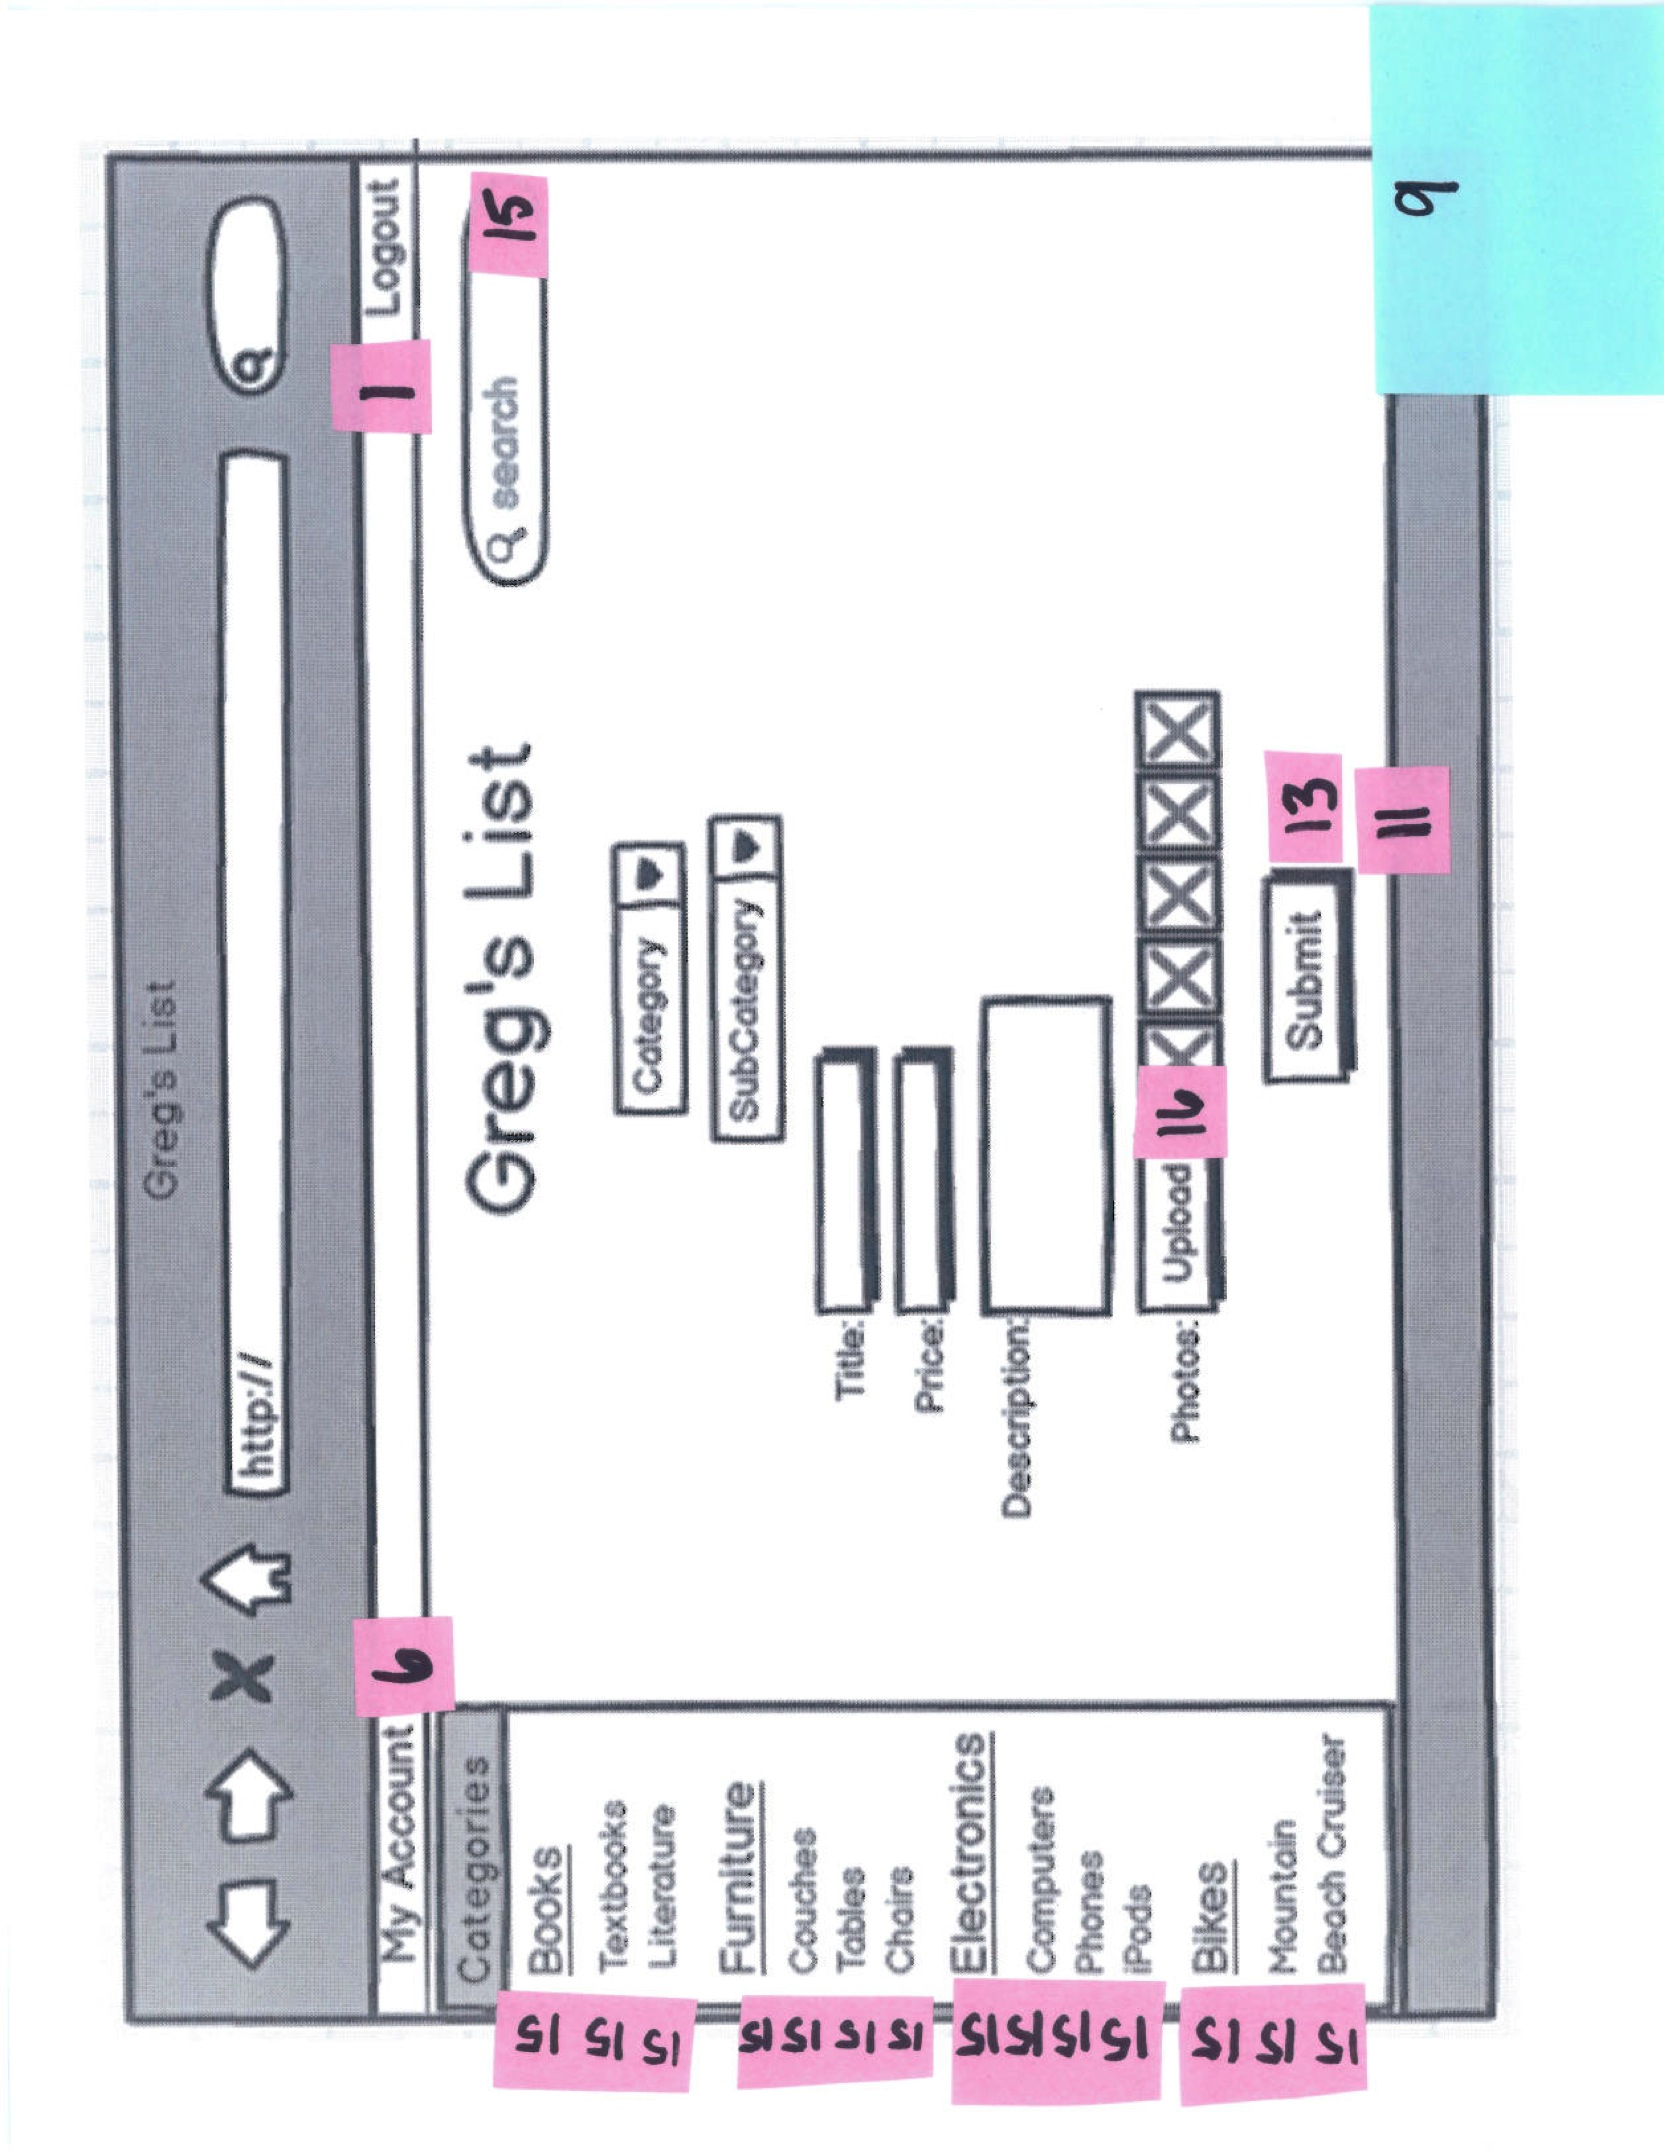 Greg's List
http://
My Account 6 1 Logout
Categories
Greg's List
search 15
15 Books
15 Textbooks
15 Literature
15 Furniture
15 Couches
15 Tables
15 Chairs
15 Electronics
15 Computers
15 Phones
15 iPods
15 Bikes
15 Mountain
15 Beach Cruiser
Category
SubCategory
Title:
Price:
Description:
Photos: Upload 16
Submit 13
11
9